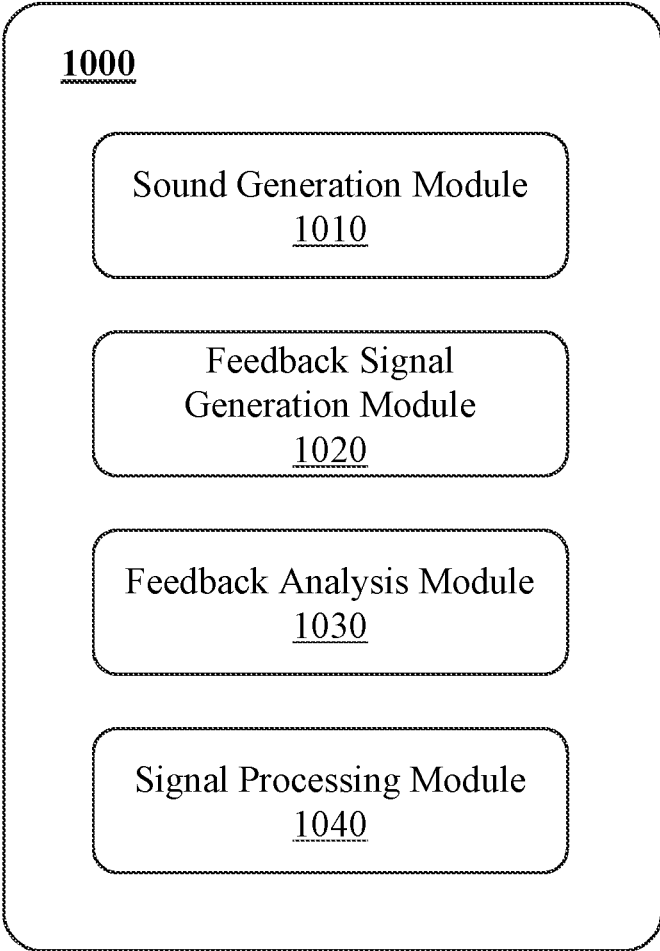 1000
Sound Generation Module
1010
Feedback Signal
Generation Module
1020
Feedback Analysis Module
1030
Signal Processing Module
1040